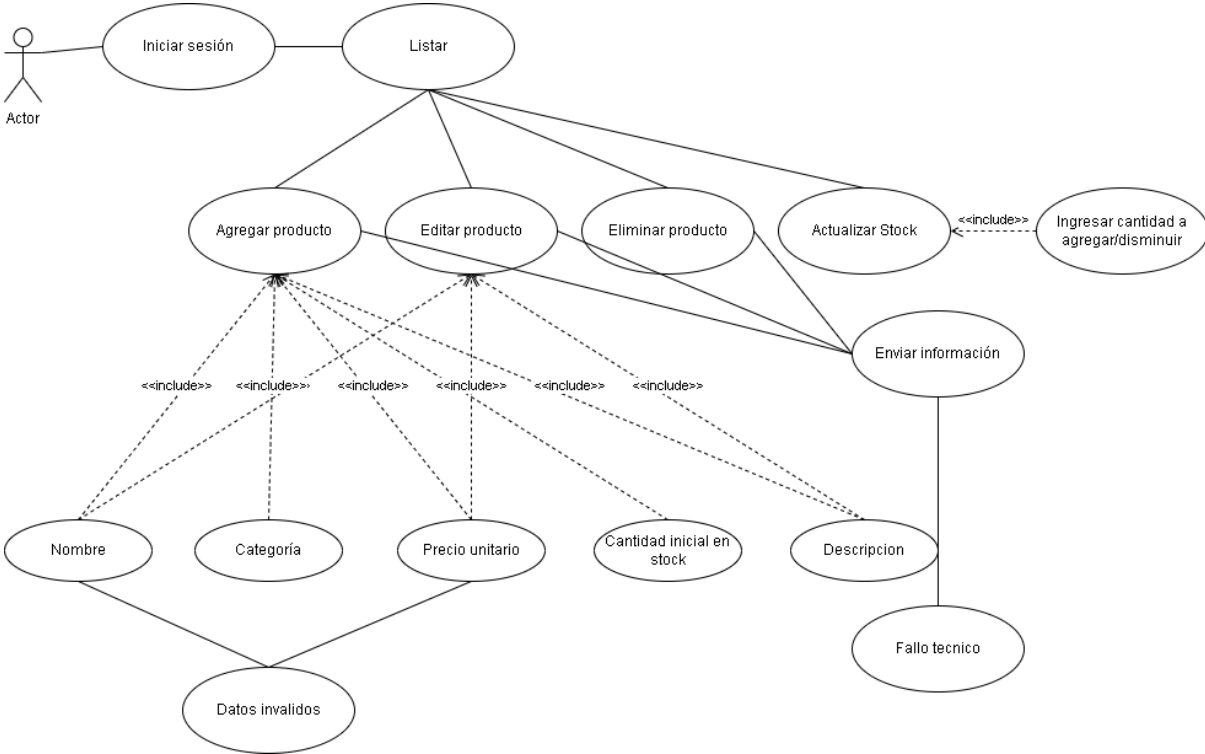 Iniciar sesión
Listar
Actor
Agregar producto
Editar producto
Eliminar producto
Actualizar Stock
<<include>>
Ingresar cantidad a
agregar/disminuir
Enviar información
<<include>>
<<include>>
<<include>>
<<include>>
<<include>>
<<include>>
Nombre
Categoría
Precio unitario
Cantidad inicial en
stock
Descripcion
Fallo tecnico
Datos invalidos